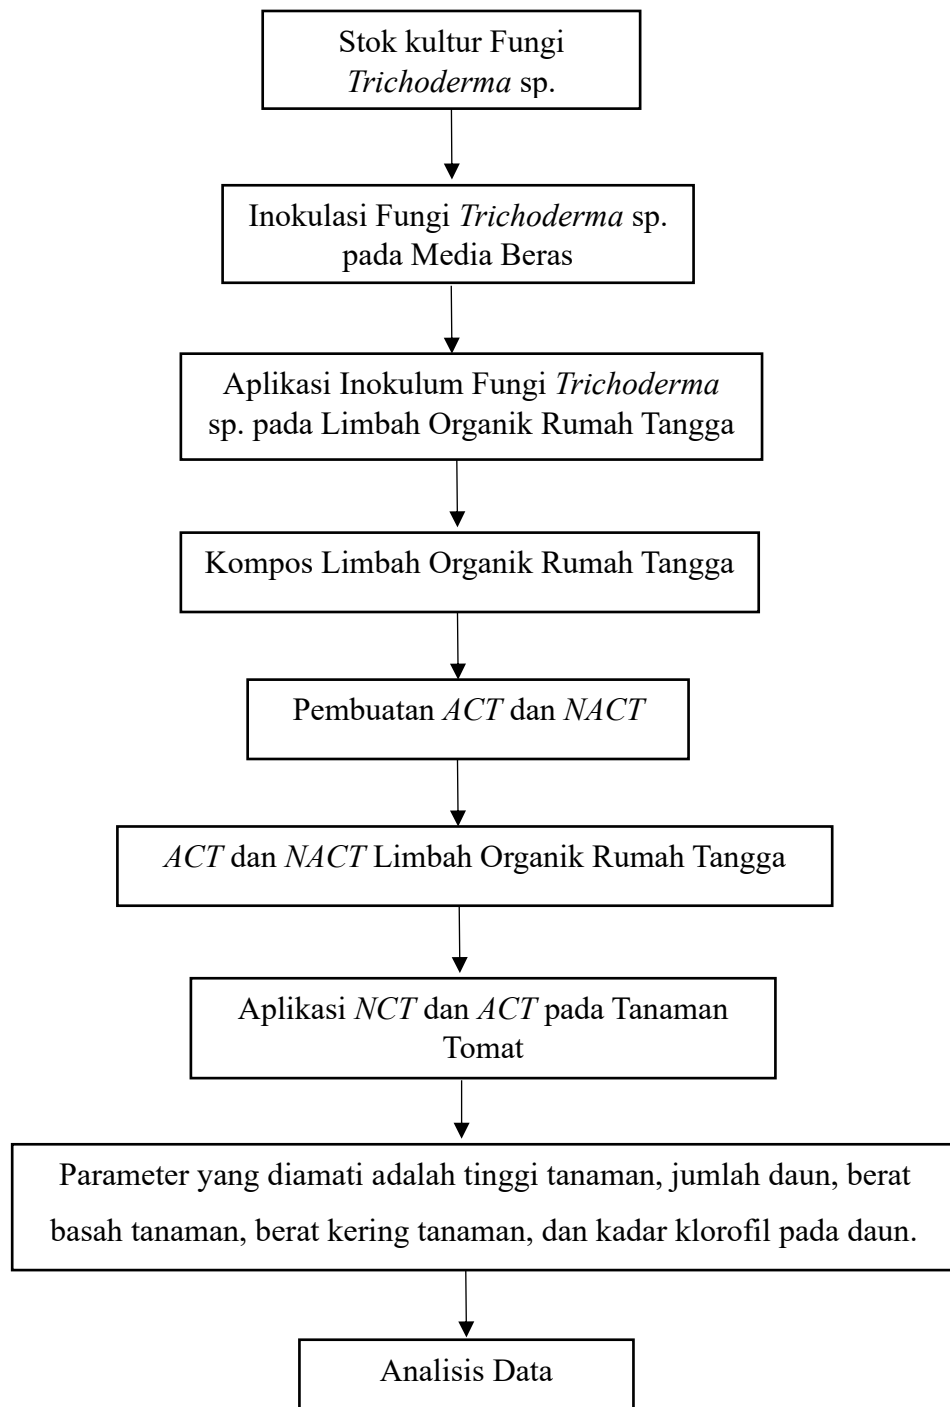 Stok kultur Fungi
Trichoderma sp.
Inokulasi Fungi Trichoderma sp.
pada Media Beras
Aplikasi Inokulum Fungi Trichoderma
sp. pada Limbah Organik Rumah Tangga
Kompos Limbah Organik Rumah Tangga
Pembuatan ACT dan NACT
ACT dan NACT Limbah Organik Rumah Tangga
Aplikasi NCT dan ACT pada Tanaman
Tomat
Parameter yang diamati adalah tinggi tanaman, jumlah daun, berat
basah tanaman, berat kering tanaman, dan kadar klorofil pada daun.
Analisis Data